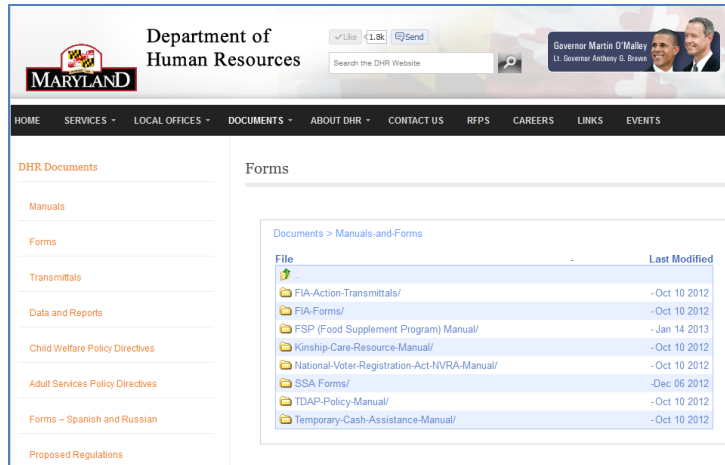 Department of
Human Resources
MARYLAND
Like 1.8k Send
Search the DHR Website
Governor Martin O'Malley
Lt. Governor Anthony G. Brown
HOME SERVICES LOCAL OFFICES DOCUMENTS ABOUT DHR CONTACT US RFPS CAREERS LINKS EVENTS
DHR Documents
Manuals
Forms
Transmittals
Data and Reports
Child Welfare Policy Directives
Adult Services Policy Directives
Forms – Spanish and Russian
Proposed Regulations
Forms
Documents > Manuals-and-Forms
File - Last Modified
..
FIA-Action-Transmittals/ - Oct 10 2012
FIA-Forms/ - Oct 10 2012
FSP (Food Supplement Program) Manual/ - Jan 14 2013
Kinship-Care-Resource-Manual/ - Oct 10 2012
National-Voter-Registration-Act-NVRA-Manual/ - Oct 10 2012
SSA Forms/ -Dec 06 2012
TDAP-Policy-Manual/ - Oct 10 2012
Temporary-Cash-Assistance-Manual/ - Oct 10 2012